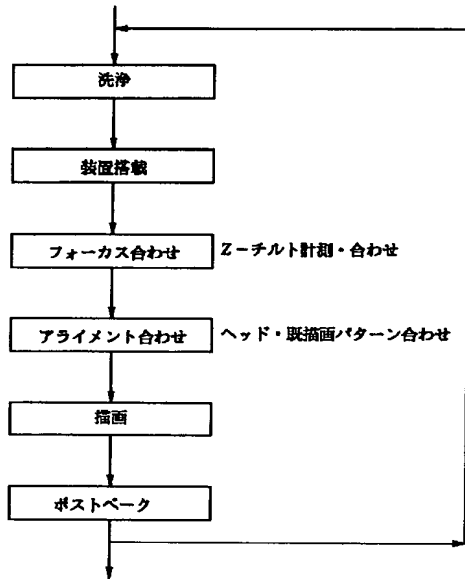 洗浄
装置搭載
フォーカス合わせ Z−チルト計測・合わせ
アライメント合わせ ヘッド・既描画パターン合わせ
描画
ポストベーク